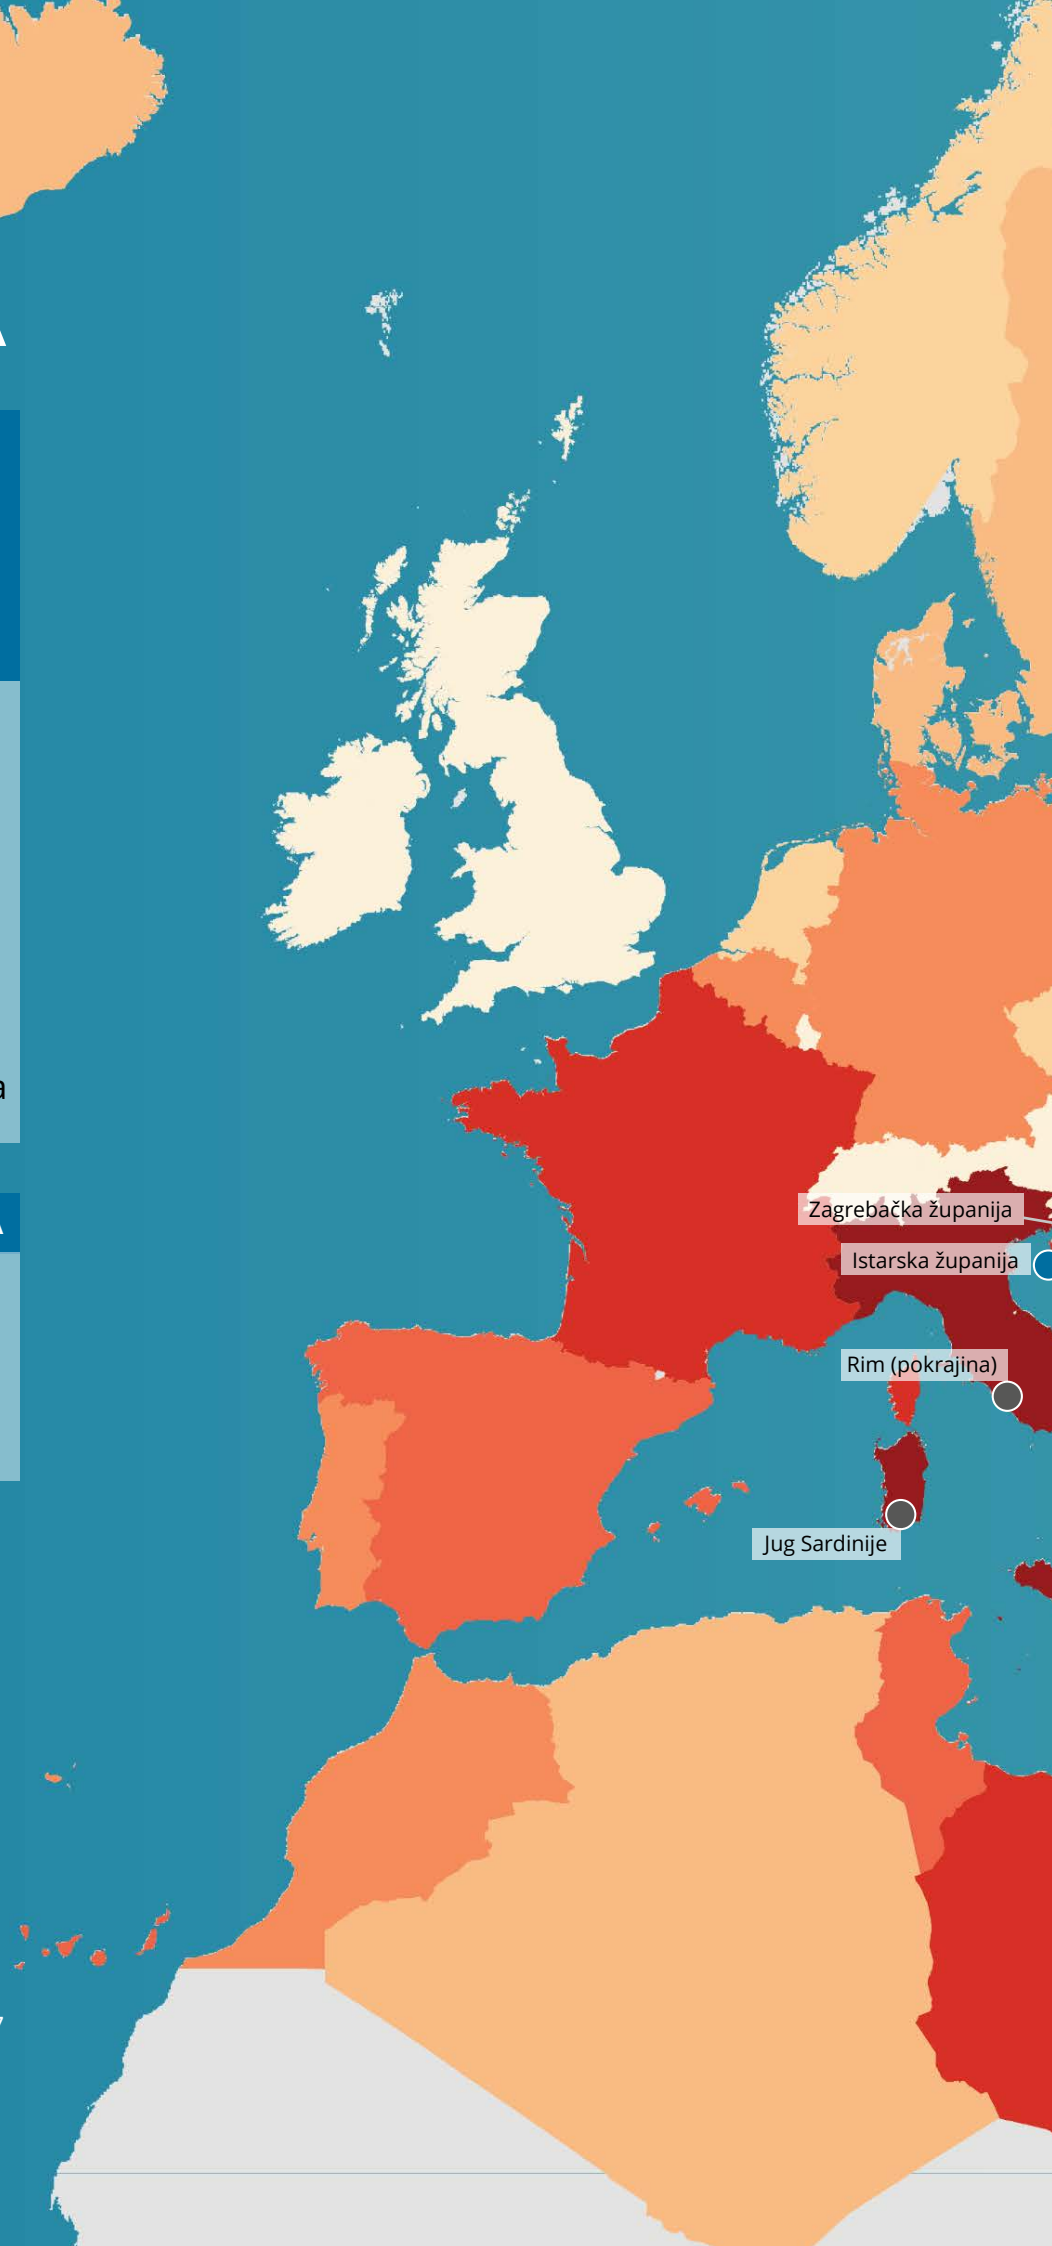 a
Zagrebačka županija
Istarska županija
Rim (pokrajina)
Jug Sardinije